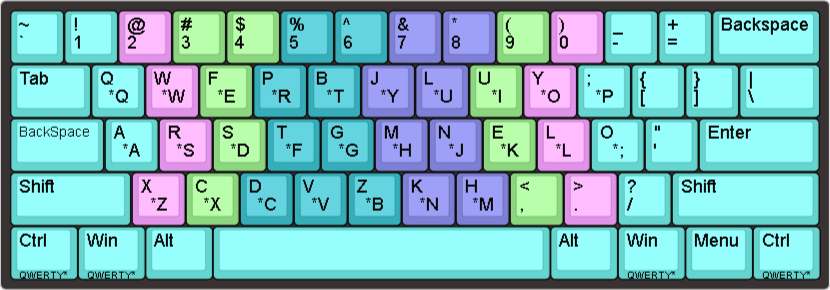 ~ ! @ # $ % ^ & * ( ) _ + Backspace
` 1 2 3 4 5 6 7 8 9 0 - =
Tab Q W F P B J L U Y ; { } |
*Q *W *E *R *T *Y *U *I *O *P [ ] \
BackSpace A R S T G M N E L O " Enter
*A *S *D *F *G *H *J *K *L *; '
Shift X C D V Z K H < > ? Shift
*Z *X *C *V *B *N *M , . /
Ctrl Win Alt Alt Win Menu Ctrl
QWERTY* QWERTY* QWERTY* QWERTY*